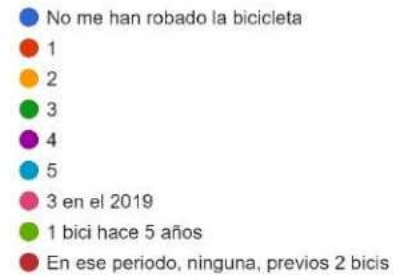 No me han robado la bicicleta
1
2
3
4
5
3 en el 2019
1 bici hace 5 años
En ese periodo, ninguna, previos 2 bicis